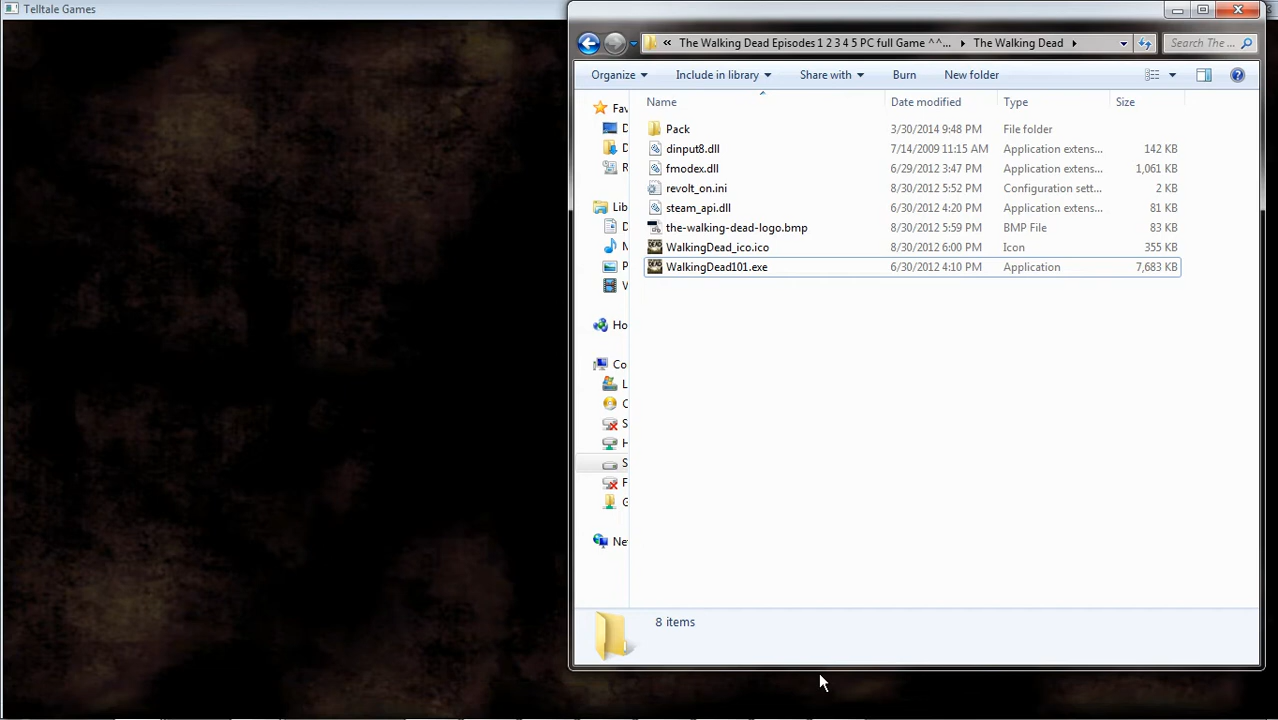 Telltale Games
« The Walking Dead Episodes 1 2 3 4 5 PC full Game ^^... The Walking Dead
Search The ...
Organize Include in library Share with Burn New folder
Name Date modified Type Size
Fav
D
D
R
Lib
D
M
P
V
Ho
Co
L
C
S
H
S
F
G
Ne
Pack 3/30/2014 9:48 PM File folder
dinput8.dll 7/14/2009 11:15 AM Application extens... 142 KB
fmodex.dll 6/29/2012 3:47 PM Application extens... 1,061 KB
revolt_on.ini 8/30/2012 5:52 PM Configuration sett... 2 KB
steam_api.dll 6/30/2012 4:20 PM Application extens... 81 KB
the-walking-dead-logo.bmp 8/30/2012 5:59 PM BMP File 83 KB
WalkingDead_ico.ico 8/30/2012 6:00 PM Icon 355 KB
WalkingDead101.exe 6/30/2012 4:10 PM Application 7,683 KB
8 items